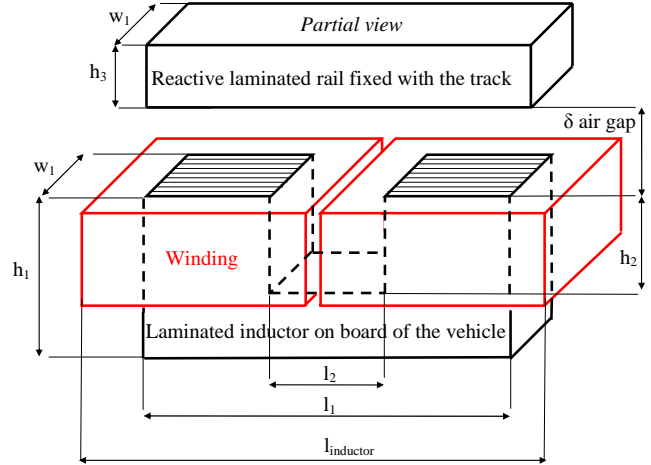 w₁
Partial view
h₃
Reactive laminated rail fixed with the track
δ air gap
w₁
h₁
Winding
h₂
Laminated inductor on board of the vehicle
l₂
l₁
l_inductor